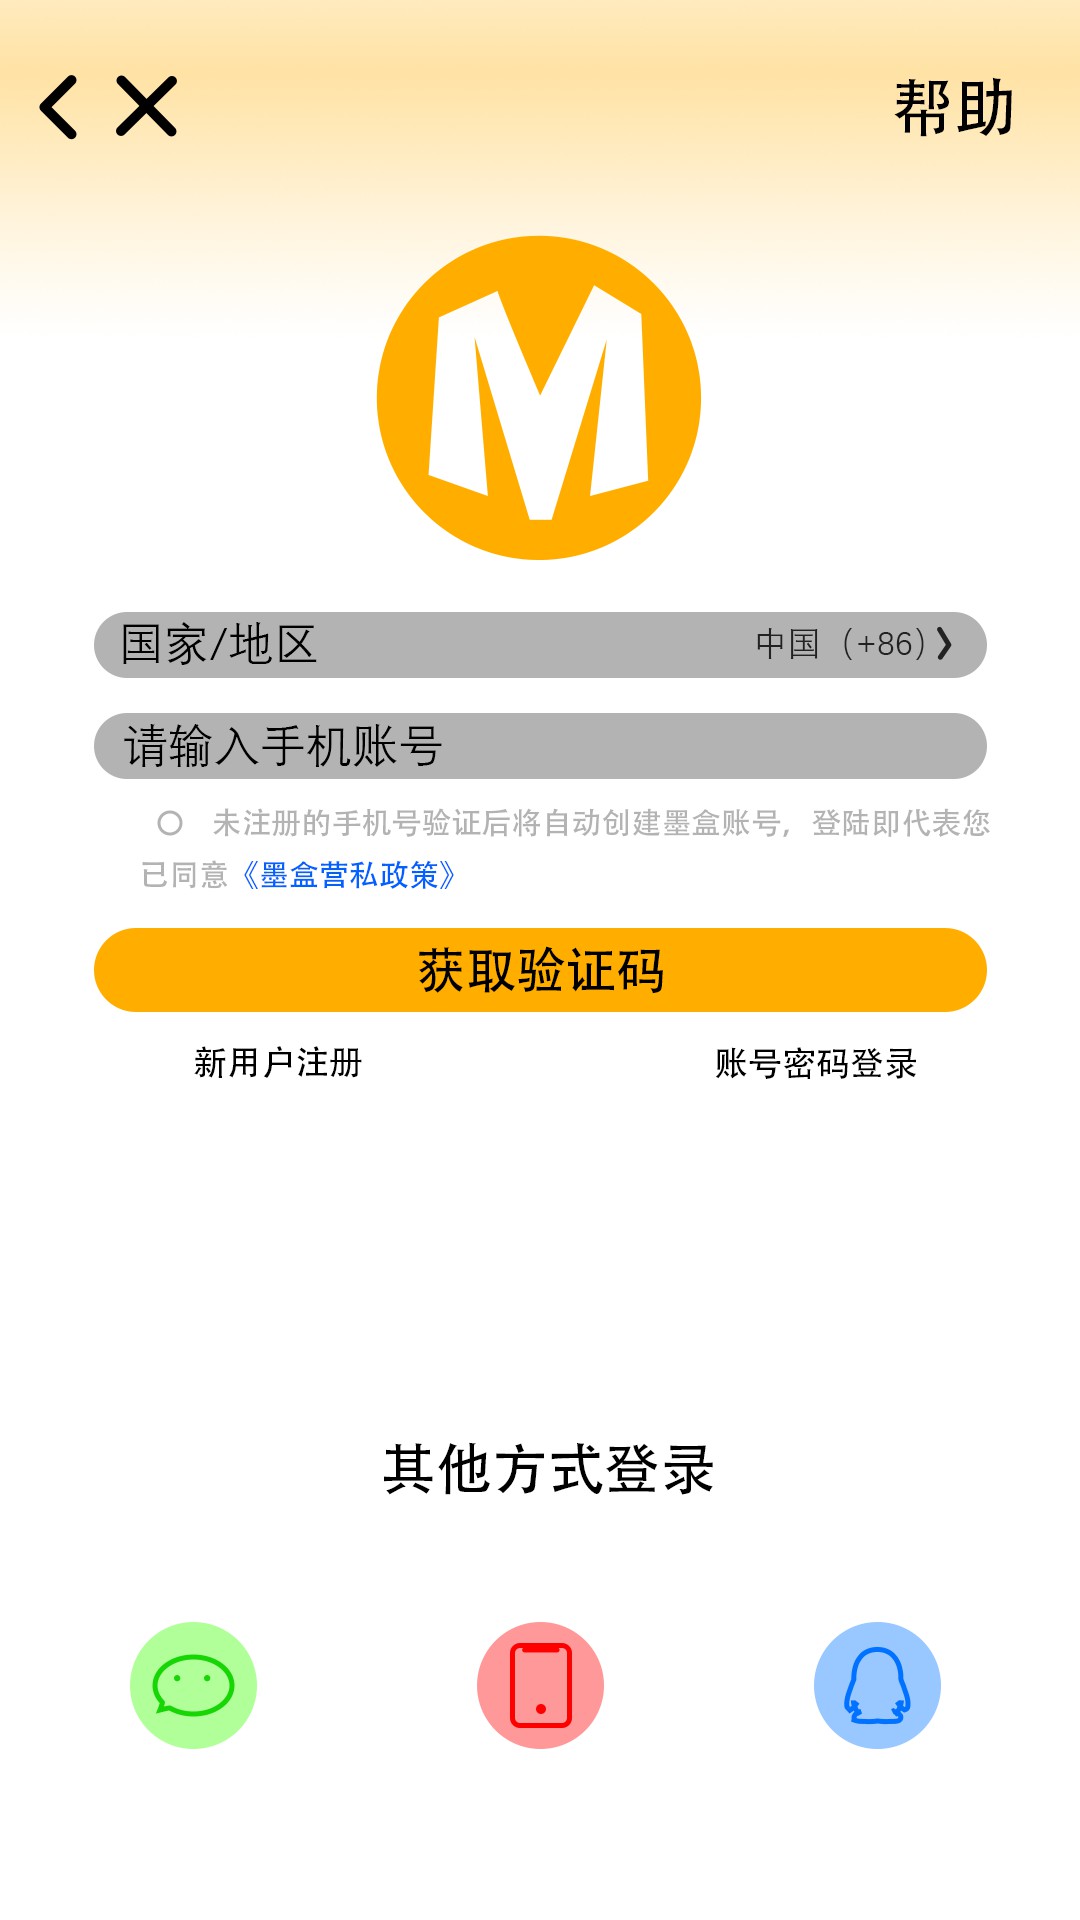 帮助
M
国家/地区
中国（+86）
请输入手机账号
未注册的手机号验证后将自动创建墨盒账号，登陆即代表您
已同意《墨盒营私政策》
获取验证码
新用户注册
账号密码登录
其他方式登录